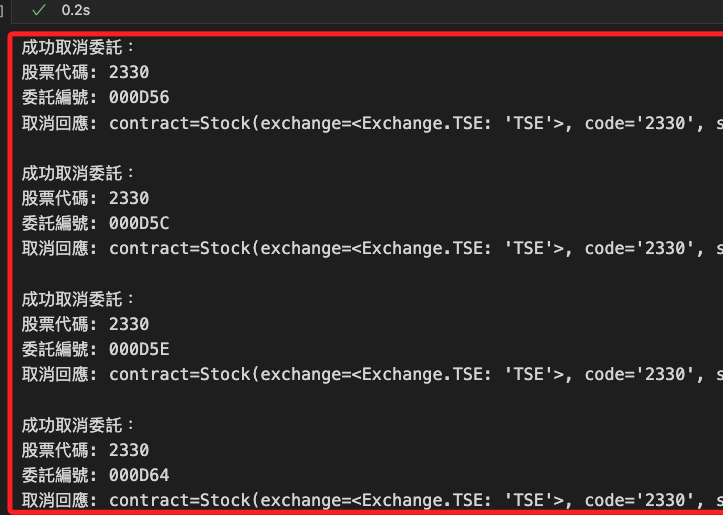 0.2s
成功取消委託：
股票代碼: 2330
委託編號: 000D56
取消回應: contract=Stock(exchange=<Exchange.TSE: 'TSE'>, code='2330', s
成功取消委託：
股票代碼: 2330
委託編號: 000D5C
取消回應: contract=Stock(exchange=<Exchange.TSE: 'TSE'>, code='2330', s
成功取消委託：
股票代碼: 2330
委託編號: 000D5E
取消回應: contract=Stock(exchange=<Exchange.TSE: 'TSE'>, code='2330', s
成功取消委託：
股票代碼: 2330
委託編號: 000D64
取消回應: contract=Stock(exchange=<Exchange.TSE: 'TSE'>, code='2330', s